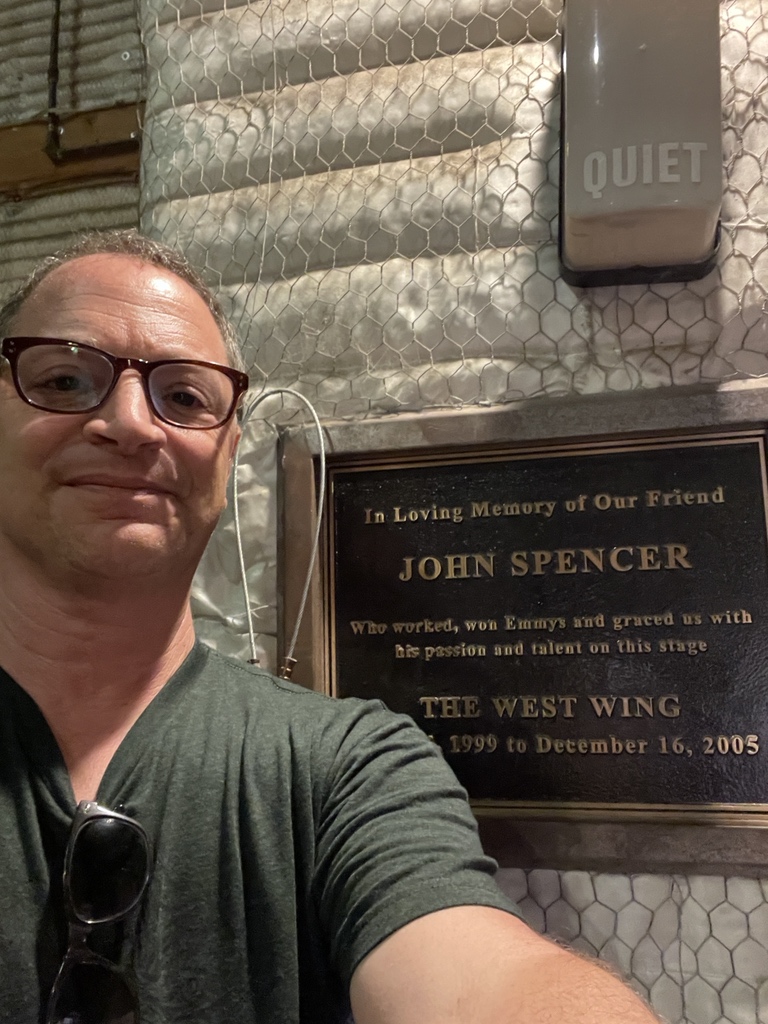 QUIET
In Loving Memory of Our Friend
JOHN SPENCER
Who worked, won Emmys and graced us with
his passion and talent on this stage
THE WEST WING
1999 to December 16, 2005